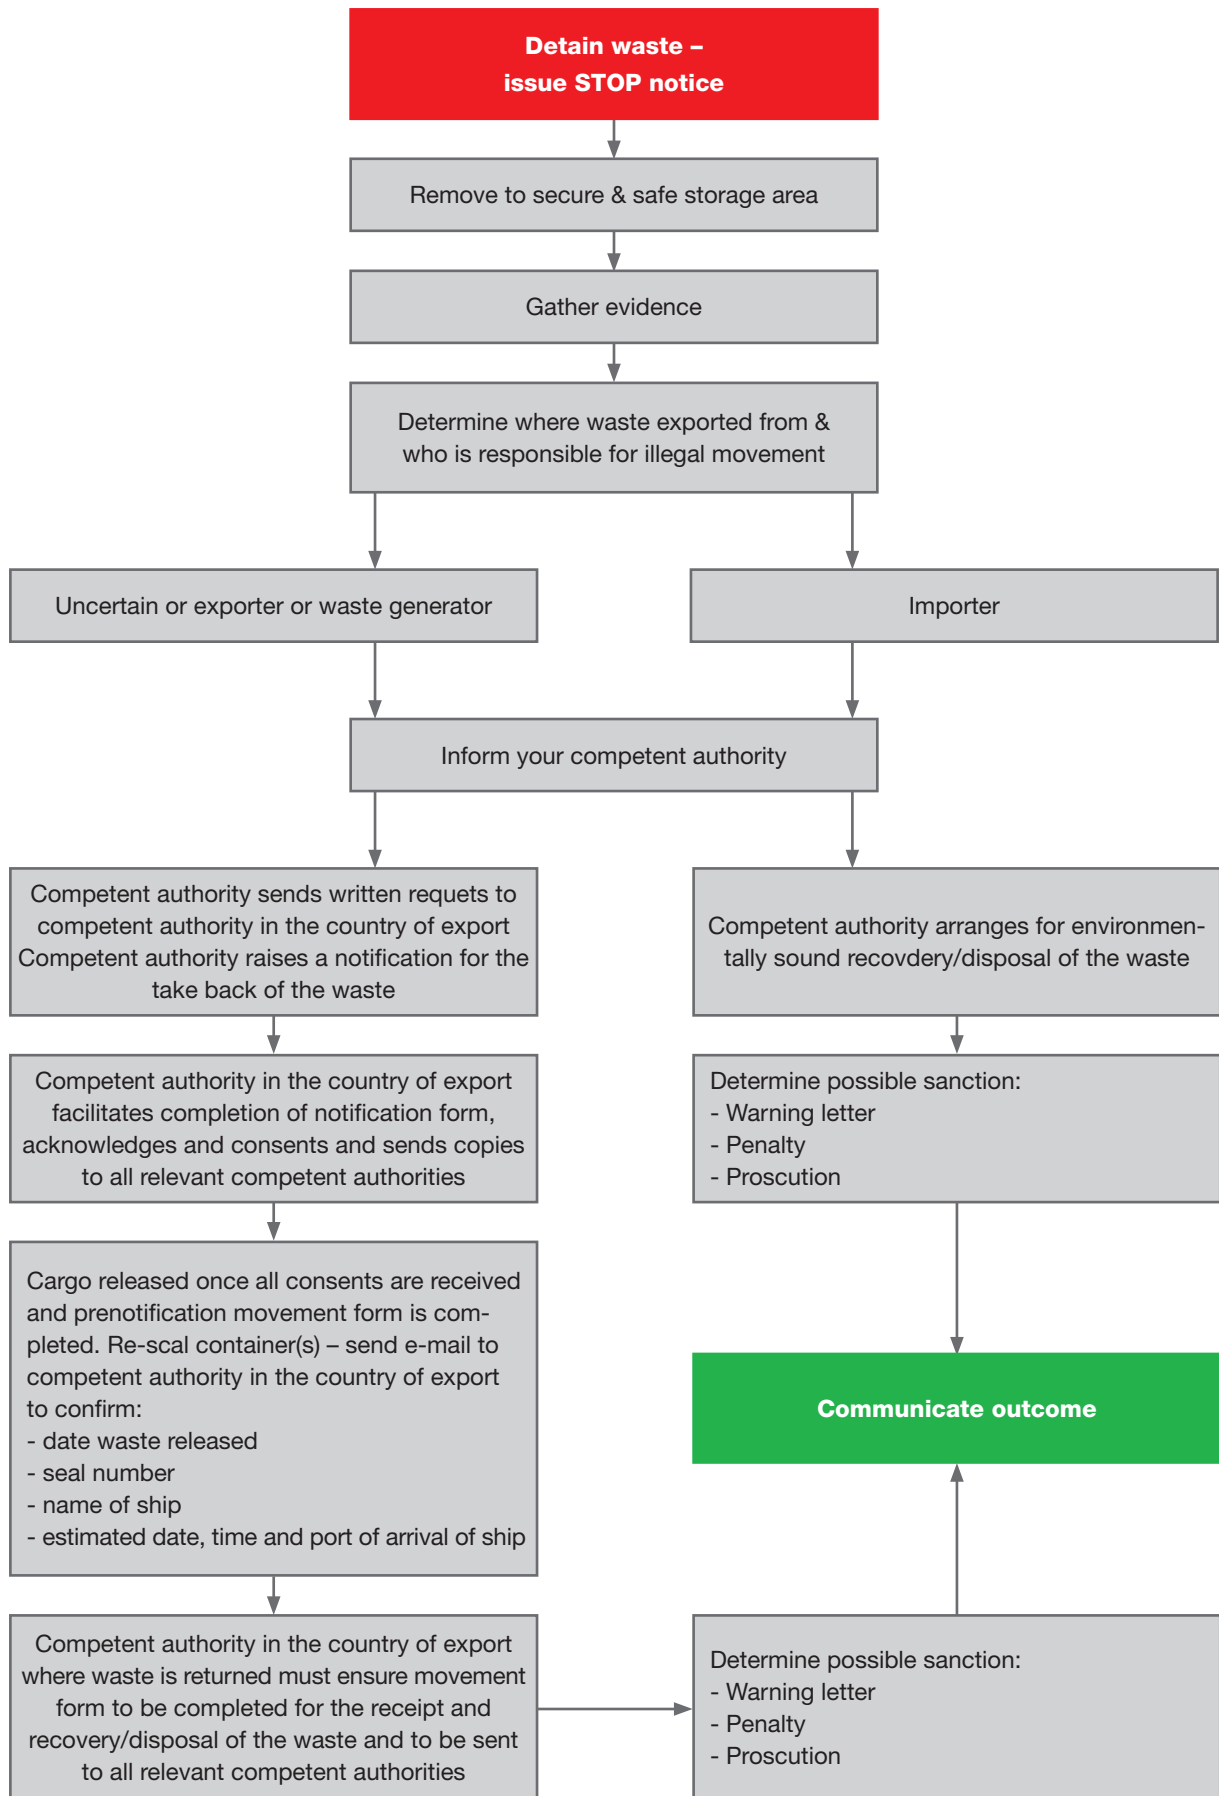 Detain waste –
issue STOP notice
Remove to secure & safe storage area
Gather evidence
Determine where waste exported from &
who is responsible for illegal movement
Uncertain or exporter or waste generator
Importer
Inform your competent authority
Competent authority sends written requets to
competent authority in the country of export
Competent authority raises a notification for the
take back of the waste
Competent authority arranges for environmen-
tally sound recovdery/disposal of the waste
Competent authority in the country of export
facilitates completion of notification form,
acknowledges and consents and sends copies
to all relevant competent authorities
Determine possible sanction:
- Warning letter
- Penalty
- Proscution
Cargo released once all consents are received
and prenotification movement form is com-
pleted. Re-scal container(s) – send e-mail to
competent authority in the country of export
to confirm:
- date waste released
- seal number
- name of ship
- estimated date, time and port of arrival of ship
Communicate outcome
Competent authority in the country of export
where waste is returned must ensure movement
form to be completed for the receipt and
recovery/disposal of the waste and to be sent
to all relevant competent authorities
Determine possible sanction:
- Warning letter
- Penalty
- Proscution